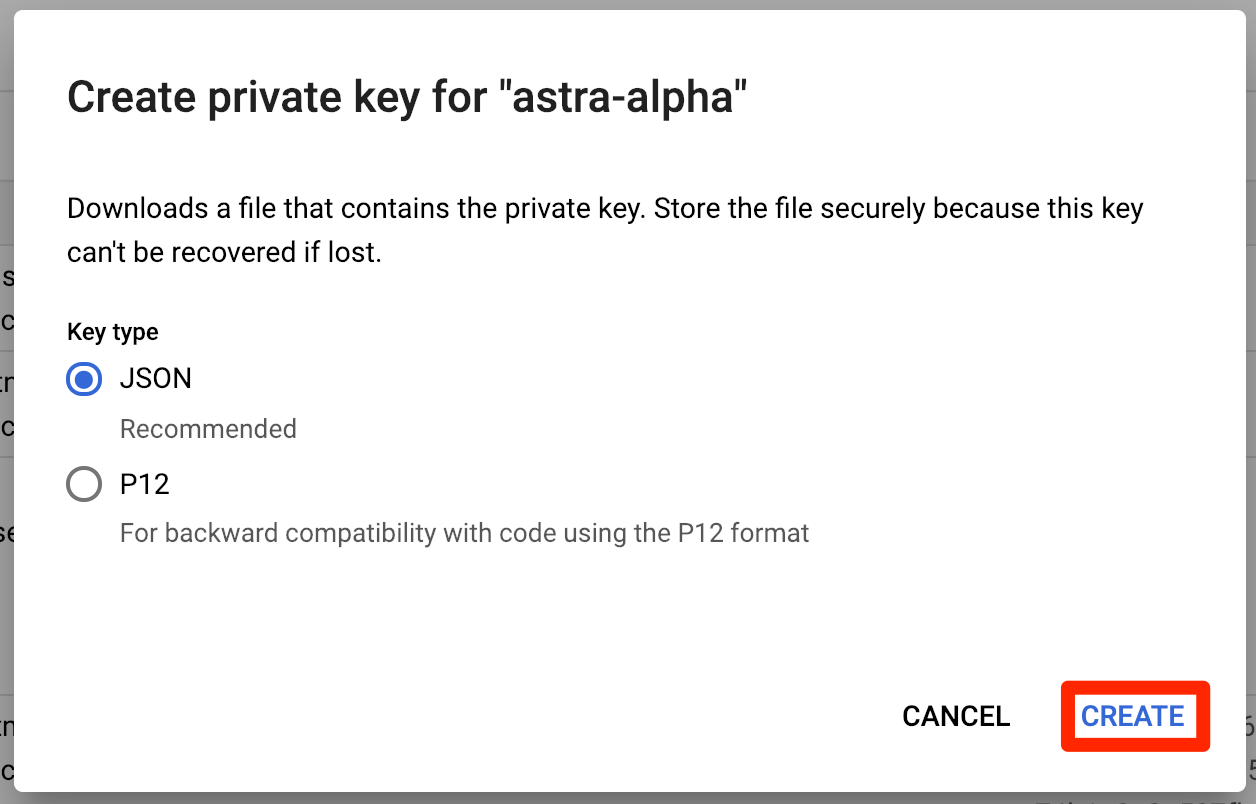 Create private key for "astra-alpha"
Downloads a file that contains the private key. Store the file securely because this key
can't be recovered if lost.
Key type
JSON
Recommended
P12
For backward compatibility with code using the P12 format
CANCEL
CREATE